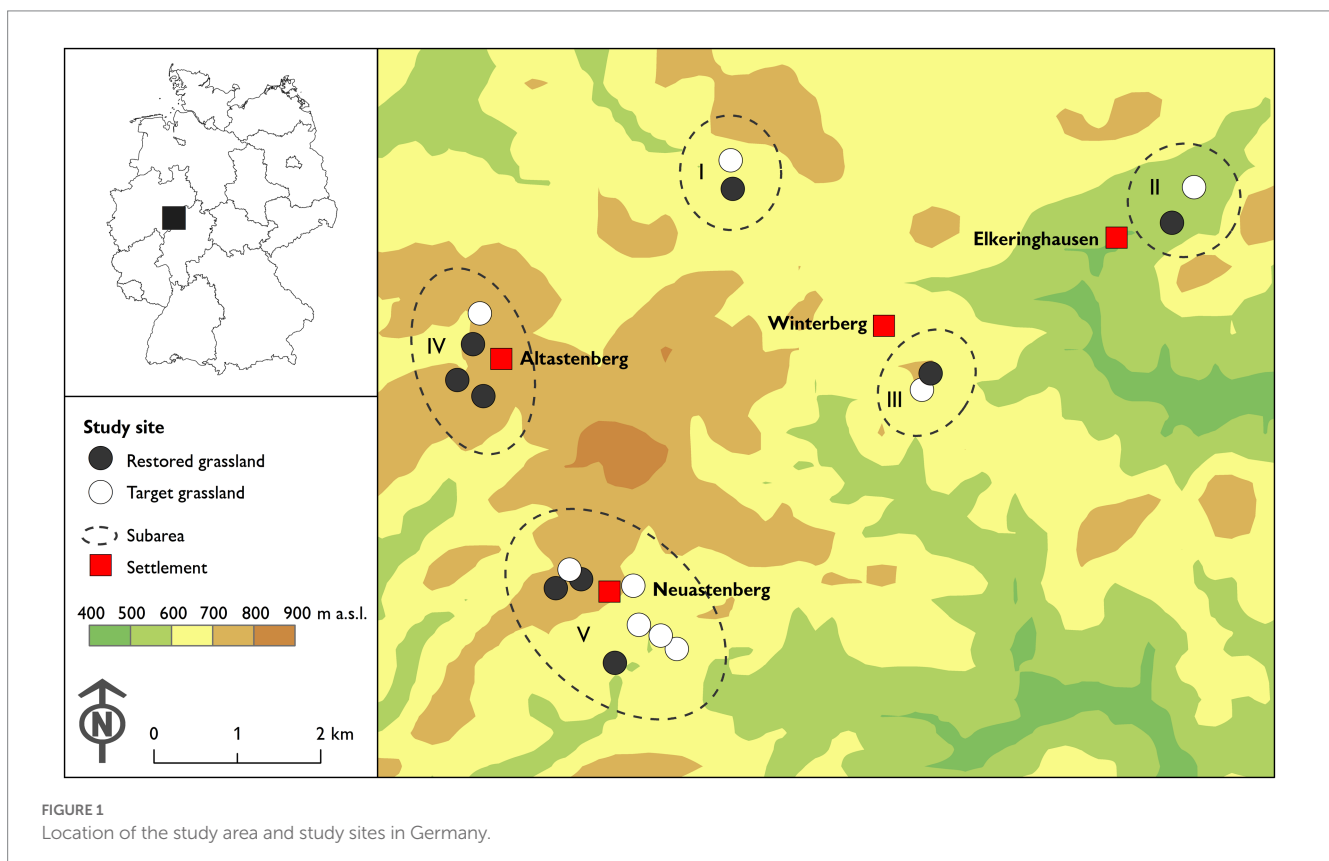 I
II
Elkeringhausen
Winterberg
IV
Altastenberg
III
Neuastenberg
V
Study site
Restored grassland
Target grassland
Subarea
Settlement
400 500 600 700 800 900 m a.s.l.
N
0 1 2 km
FIGURE 1
Location of the study area and study sites in Germany.